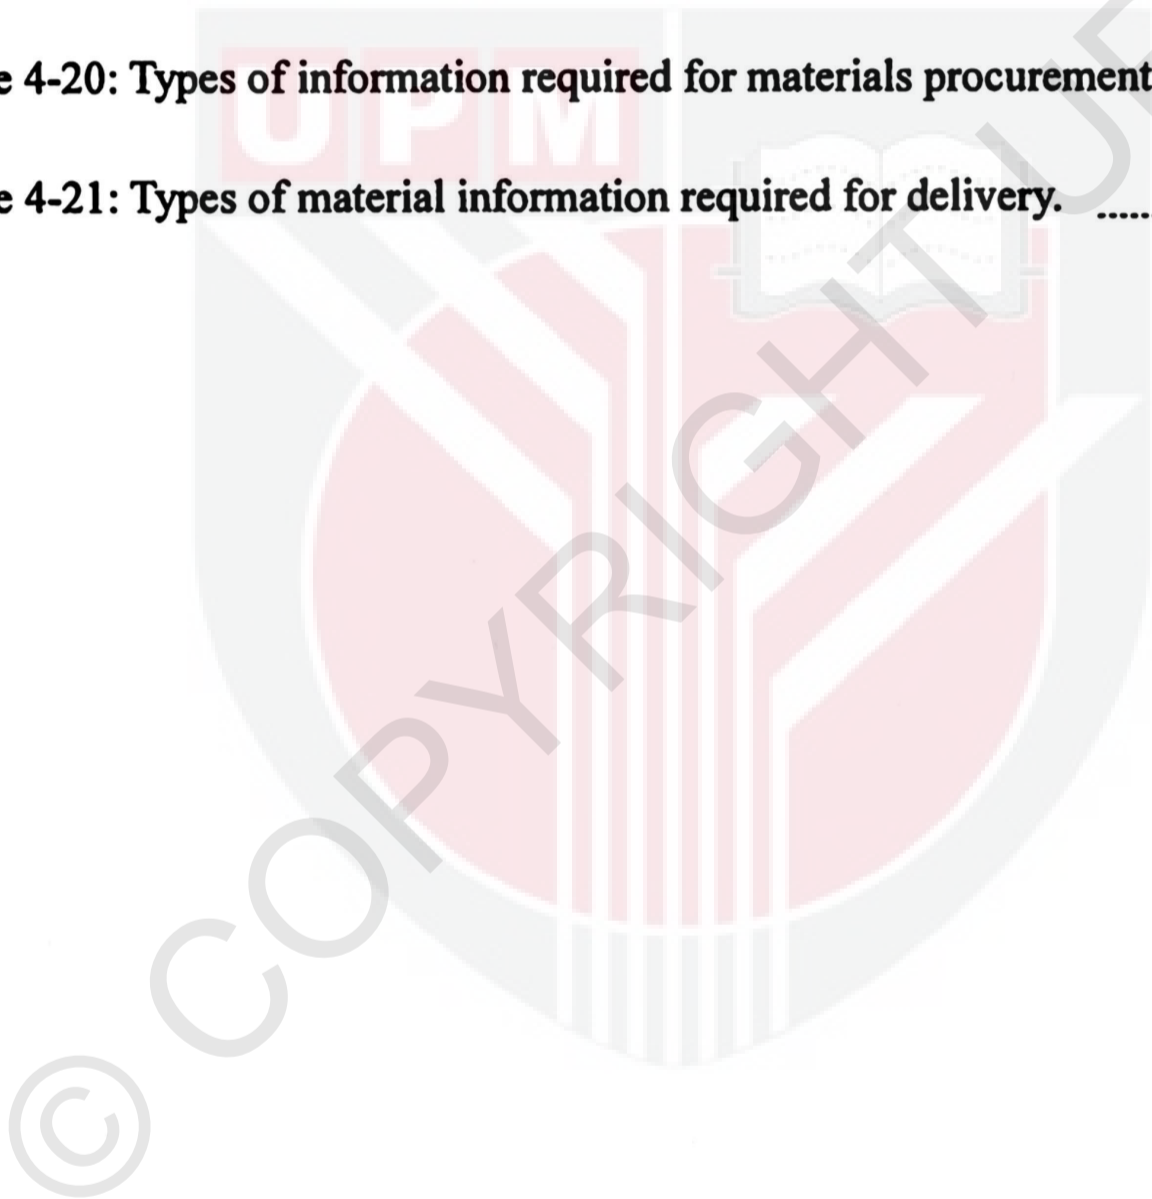 e 4-20: Types of information required for materials procurement
UPM
e 4-21: Types of material information required for delivery. ......
© COPYRIGHT U